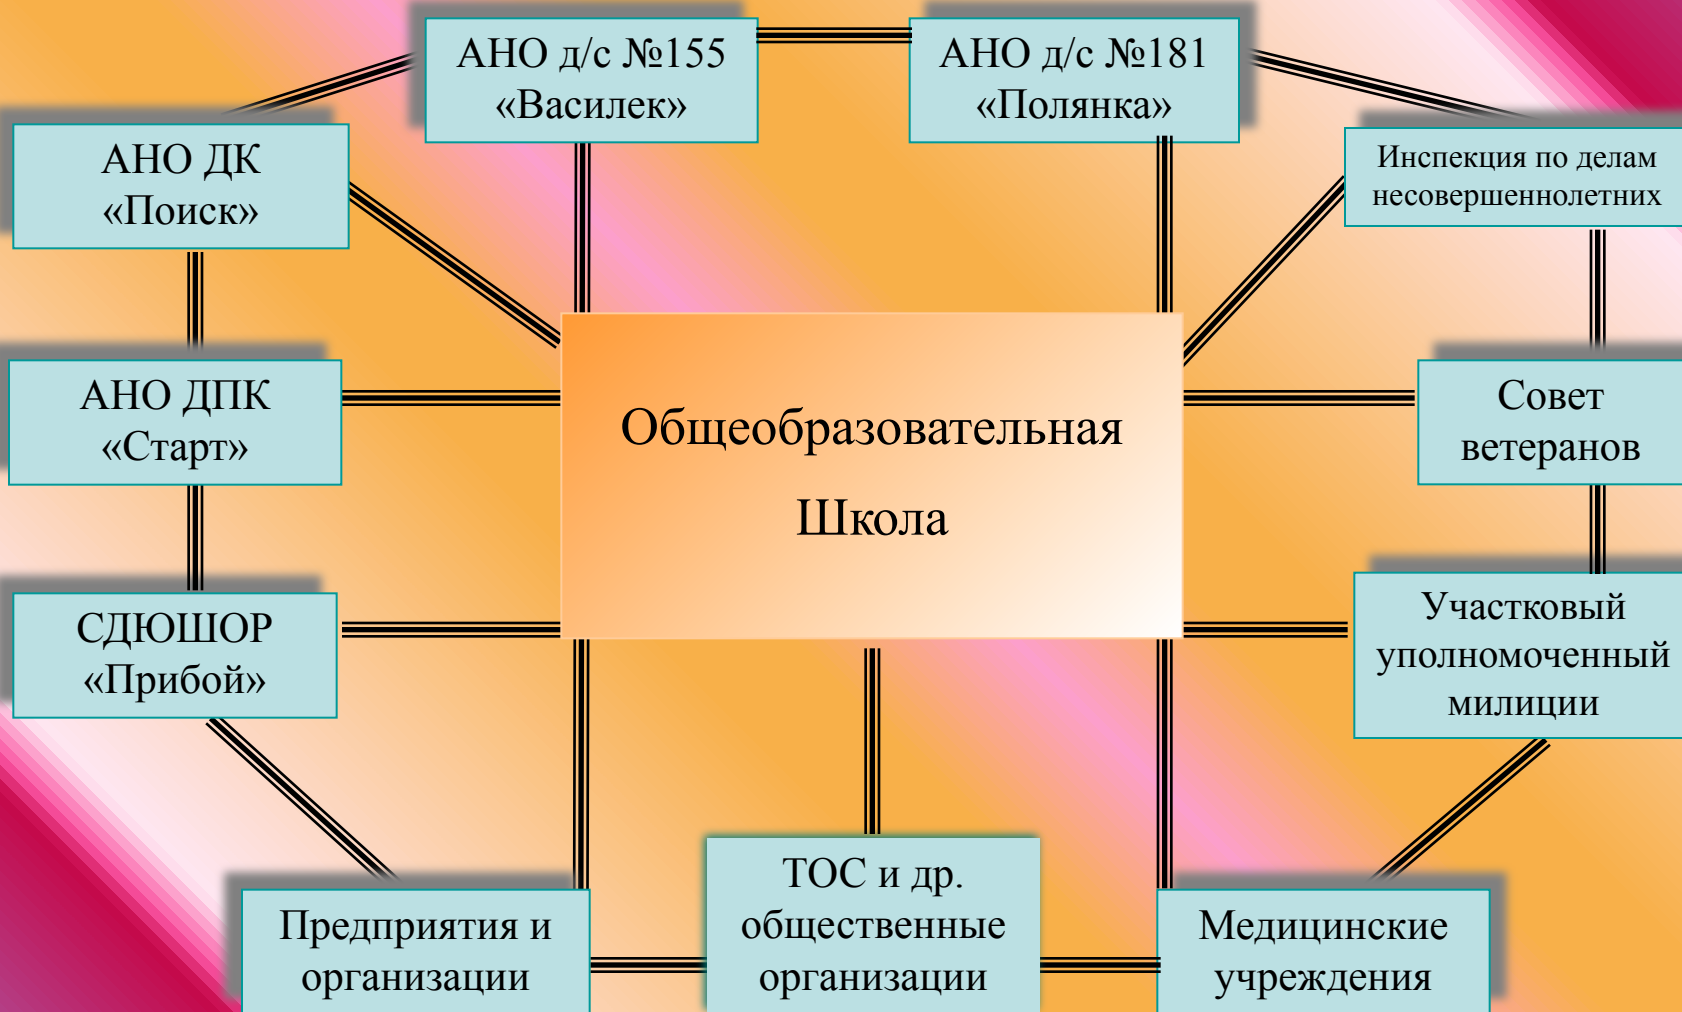 АНО д/с №155
«Василек»
АНО д/с №181
«Полянка»
АНО ДК
«Поиск»
Инспекция по делам
несовершеннолетних
АНО ДПК
«Старт»
Общеобразовательная
Школа
Совет
ветеранов
СДЮШОР
«Прибой»
Участковый
уполномоченный
милиции
Предприятия и
организации
ТОС и др.
общественные
организации
Медицинские
учреждения